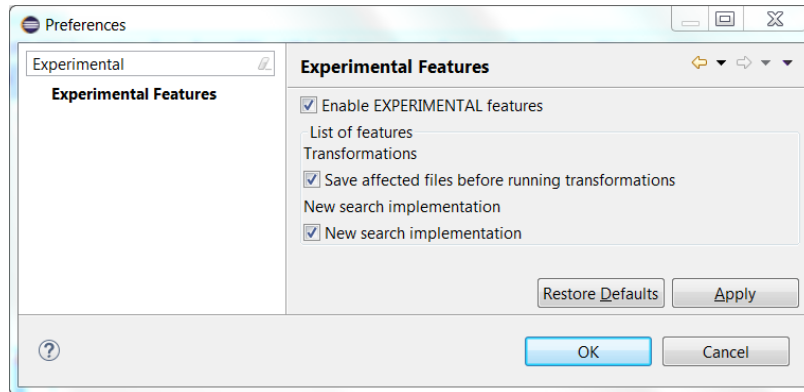 Preferences
Experimental
Experimental Features
Experimental Features
Enable EXPERIMENTAL features
List of features
Transformations
Save affected files before running transformations
New search implementation
New search implementation
Restore Defaults
Apply
?
OK
Cancel